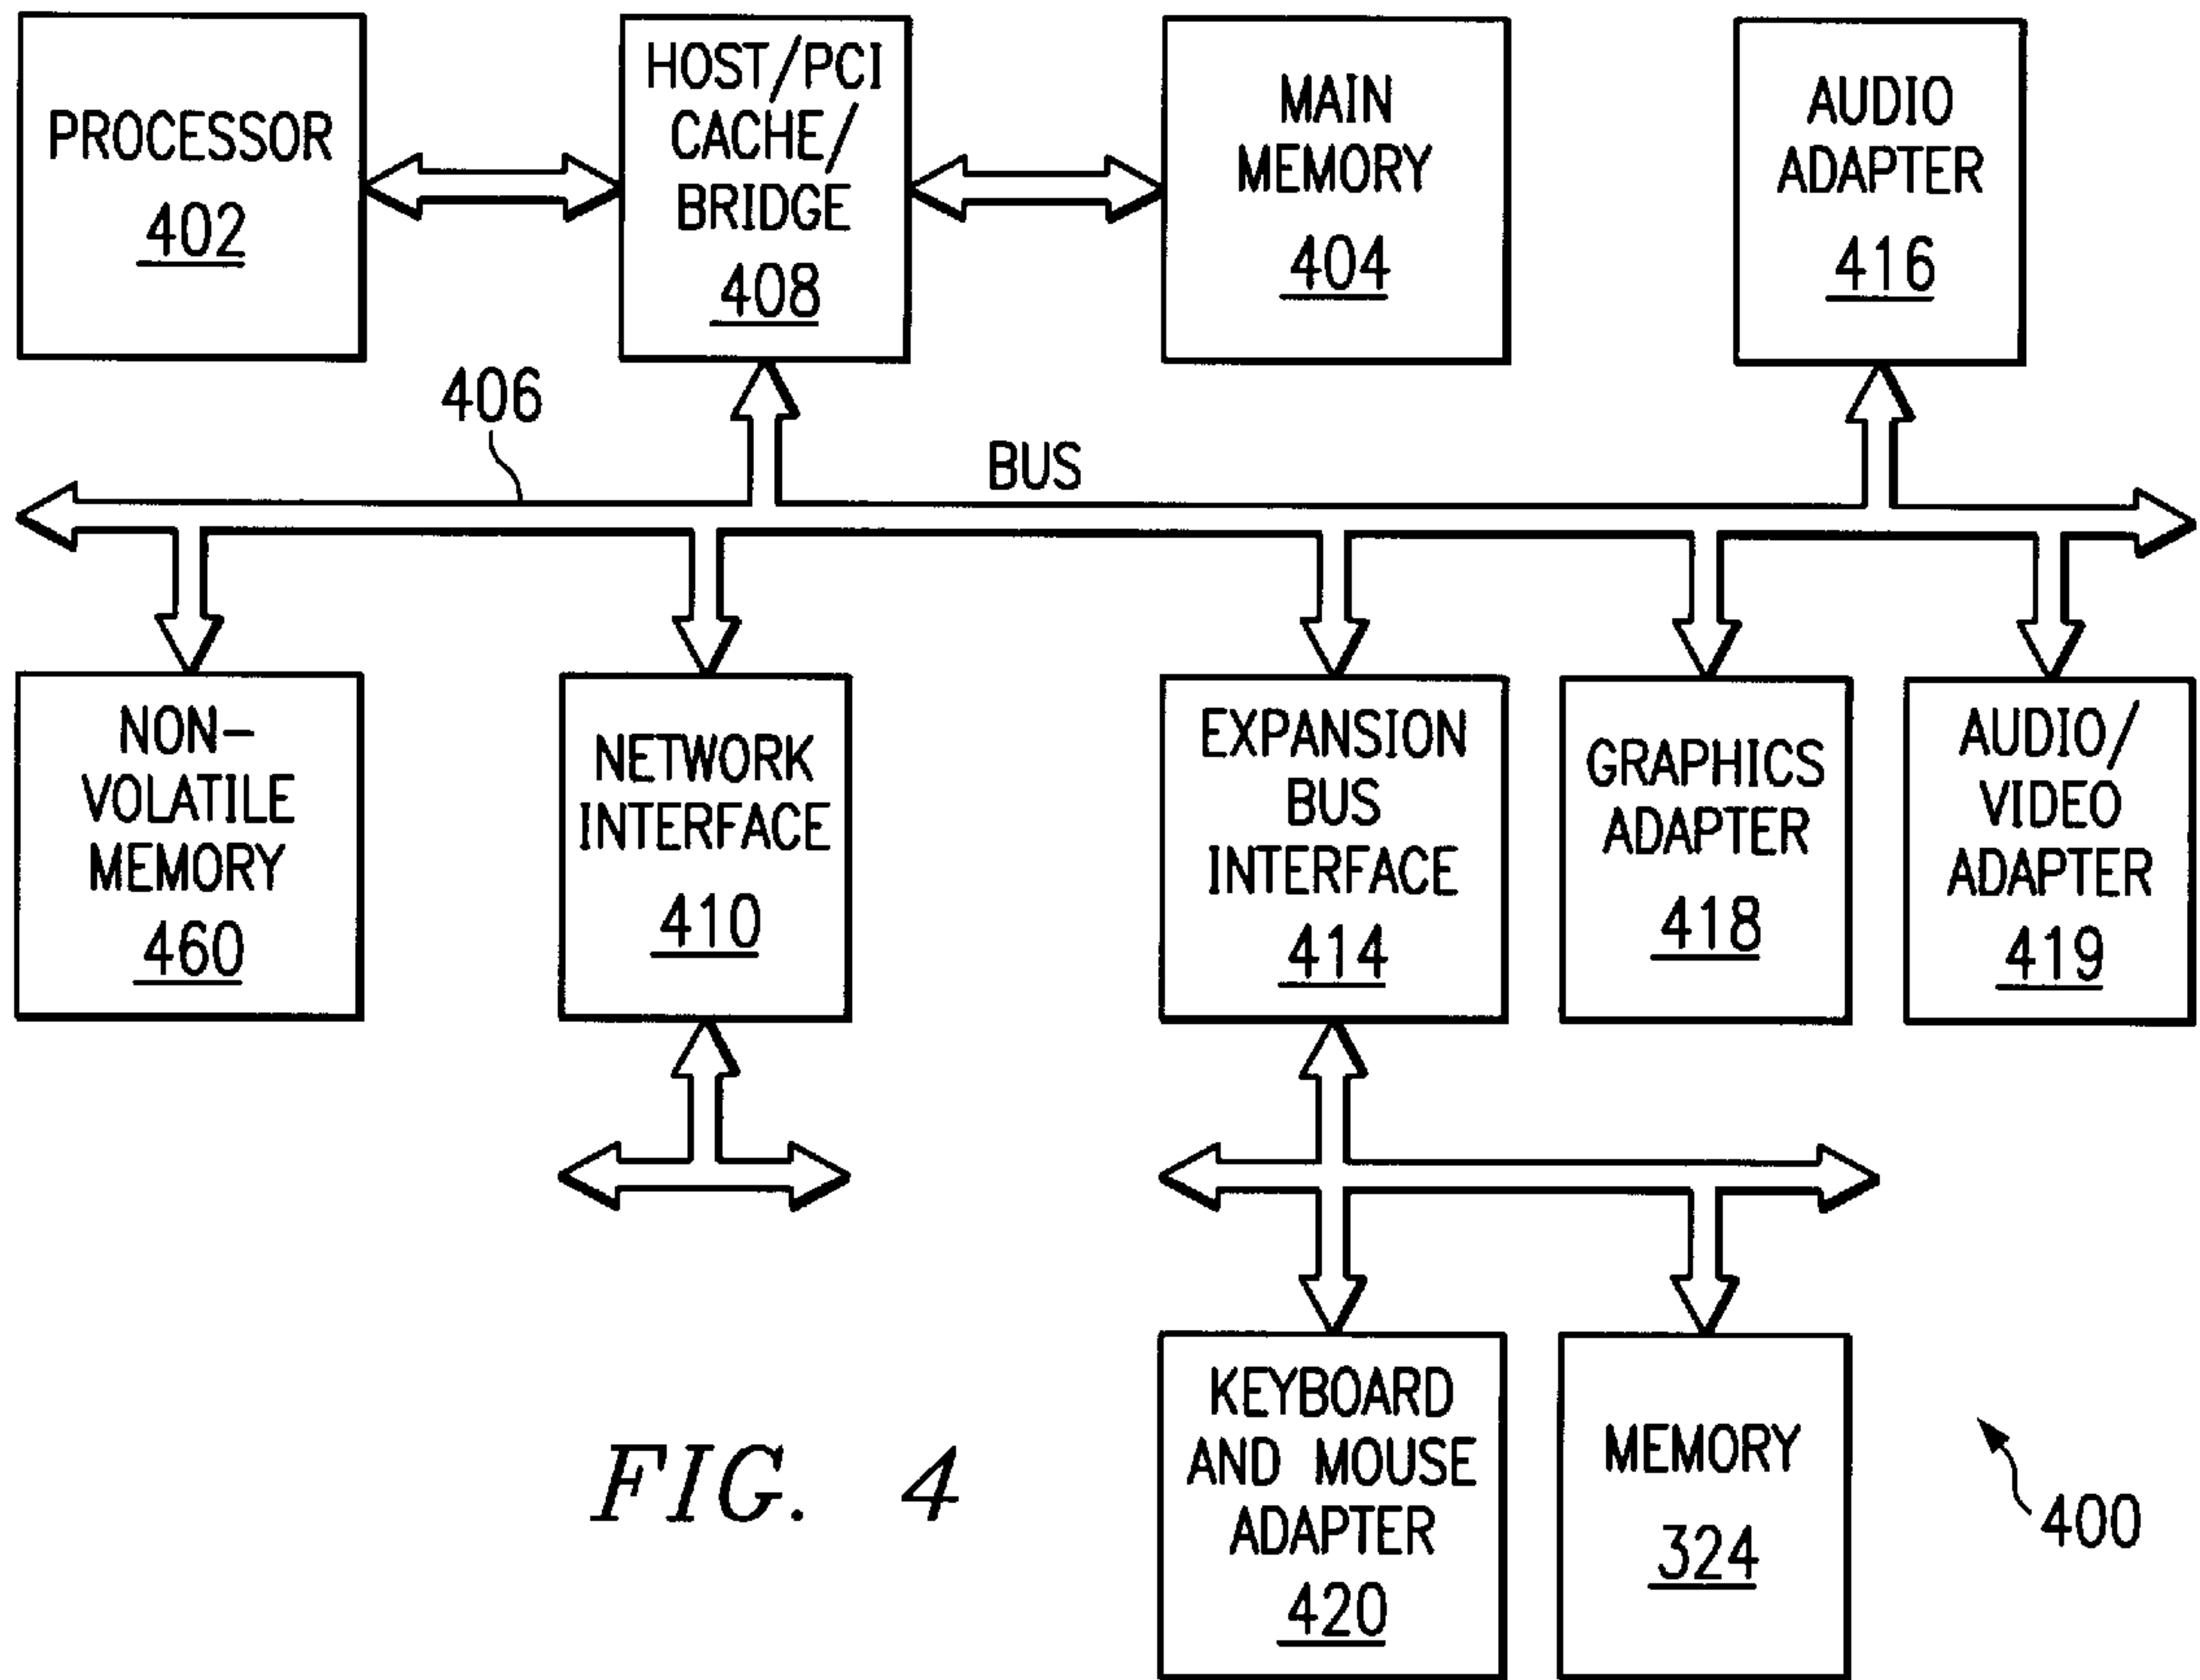 PROCESSOR
402
HOST/PCI
CACHE/
BRIDGE
408
MAIN
MEMORY
404
AUDIO
ADAPTER
416
406
BUS
NON-
VOLATILE
MEMORY
460
NETWORK
INTERFACE
410
EXPANSION
BUS
INTERFACE
414
GRAPHICS
ADAPTER
418
AUDIO/
VIDEO
ADAPTER
419
KEYBOARD
AND MOUSE
ADAPTER
420
MEMORY
324
400
FIG. 4